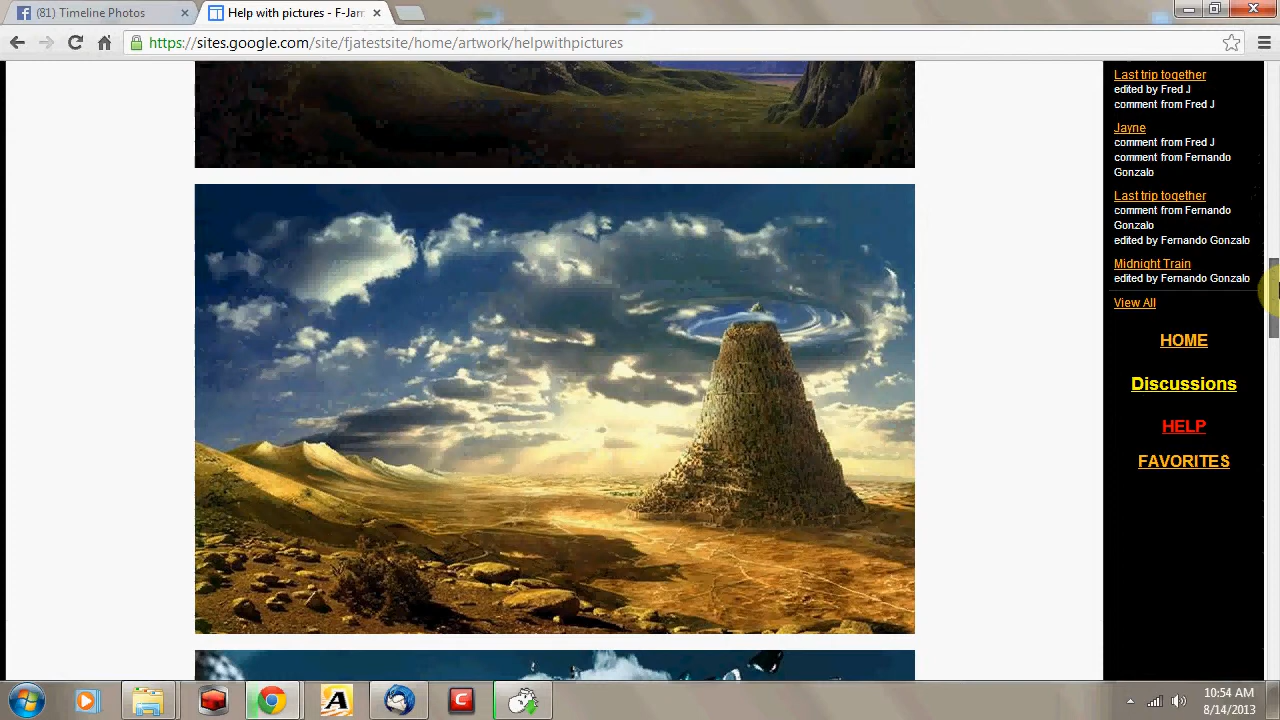 (81) Timeline Photos
Help with pictures - F-Jam
https://sites.google.com/site/fjatestsite/home/artwork/helpwithpictures
Last trip together
edited by Fred J
comment from Fred J
Jayne
comment from Fred J
comment from Fernando
Gonzalo
Last trip together
comment from Fernando
Gonzalo
edited by Fernando Gonzalo
Midnight Train
edited by Fernando Gonzalo
View All
HOME
Discussions
HELP
FAVORITES
10:54 AM
8/14/2013